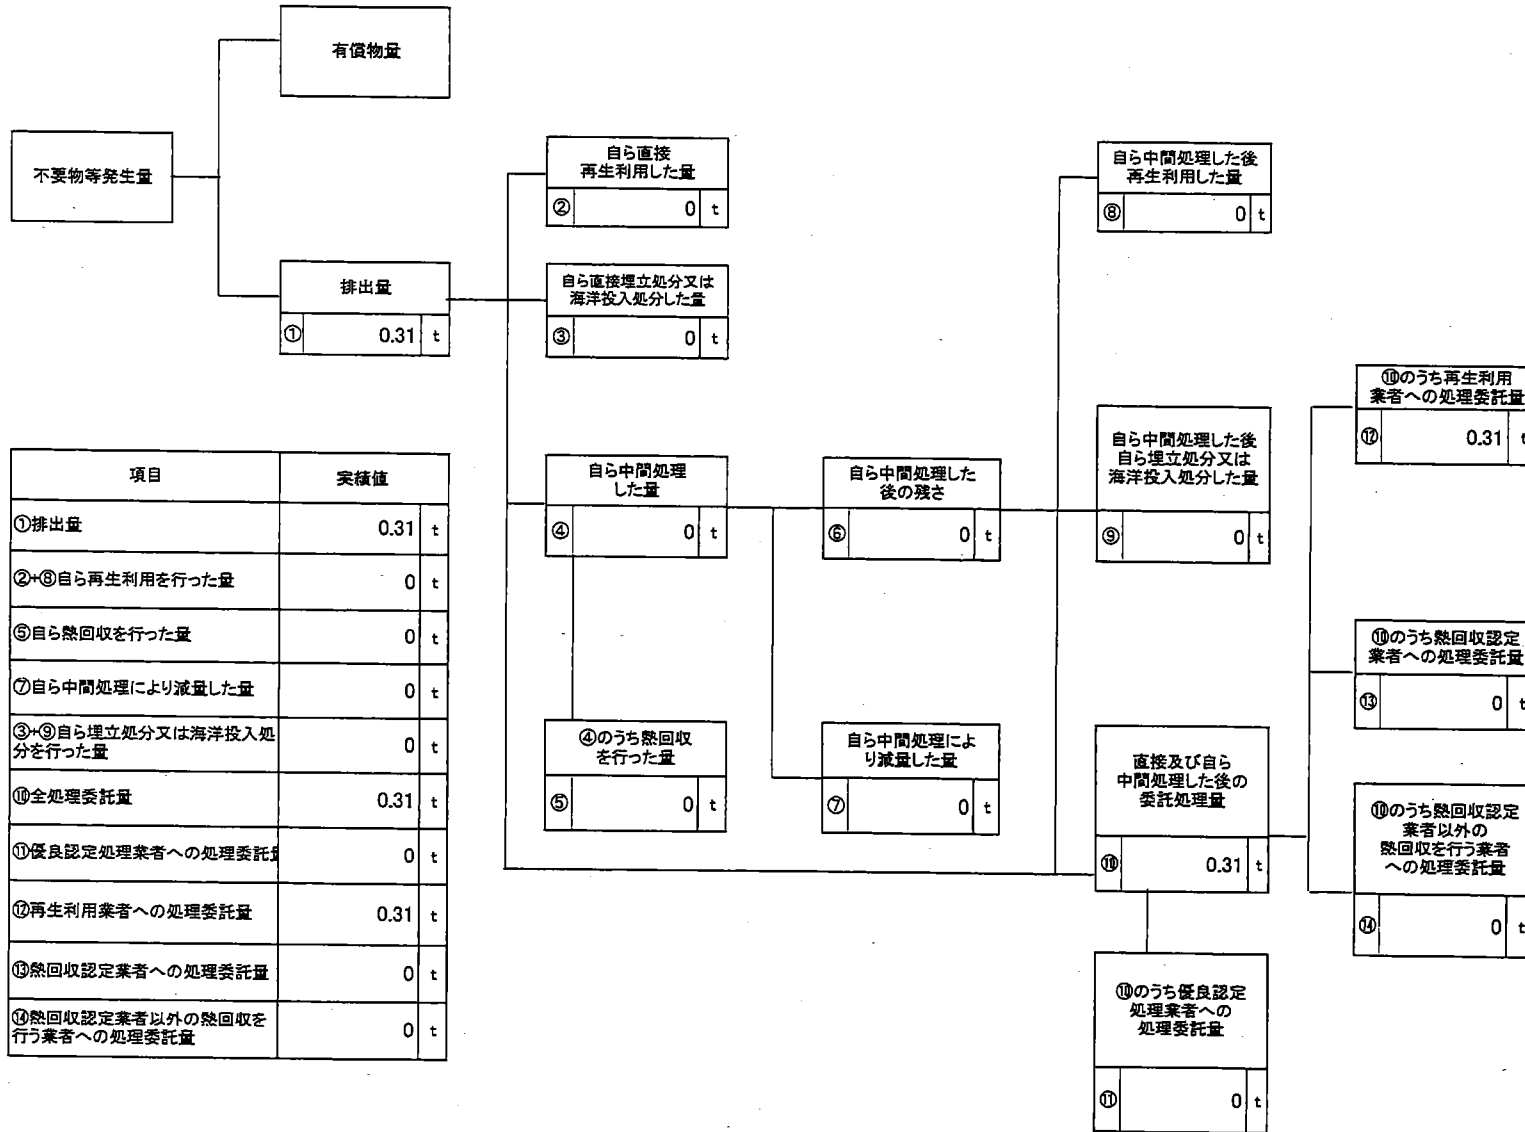 有償物量
不要物等発生量
排出量
① 0.31 t
自ら直接
再生利用した量
② 0 t
自ら直接埋立処分又は
海洋投入処分した量
③ 0 t
自ら中間処理
した量
④ 0 t
④のうち熱回収
を行った量
⑤ 0 t
自ら中間処理した
後の残さ
⑥ 0 t
自ら中間処理によ
り減量した量
⑦ 0 t
自ら中間処理した後
再生利用した量
⑧ 0 t
自ら中間処理した後
自ら埋立処分又は
海洋投入処分した量
⑨ 0 t
直接及び自ら
中間処理した後の
委託処理量
⑩ 0.31 t
⑩のうち優良認定
処理業者への
処理委託量
⑪ 0 t
⑩のうち再生利用
業者への処理委託量
⑫ 0.31 t
⑩のうち熱回収認定
業者への処理委託量
⑬ 0 t
⑩のうち熱回収認定
業者以外の
熱回収を行う業者
への処理委託量
⑭ 0 t
項目 実績値
①排出量 0.31 t
②+⑧自ら再生利用を行った量 0 t
⑤自ら熱回収を行った量 0 t
⑦自ら中間処理により減量した量 0 t
③+⑨自ら埋立処分又は海洋投入処
分を行った量 0 t
⑩全処理委託量 0.31 t
⑪優良認定処理業者への処理委託量 0 t
⑫再生利用業者への処理委託量 0.31 t
⑬熱回収認定業者への処理委託量 0 t
⑭熱回収認定業者以外の熱回収を
行う業者への処理委託量 0 t